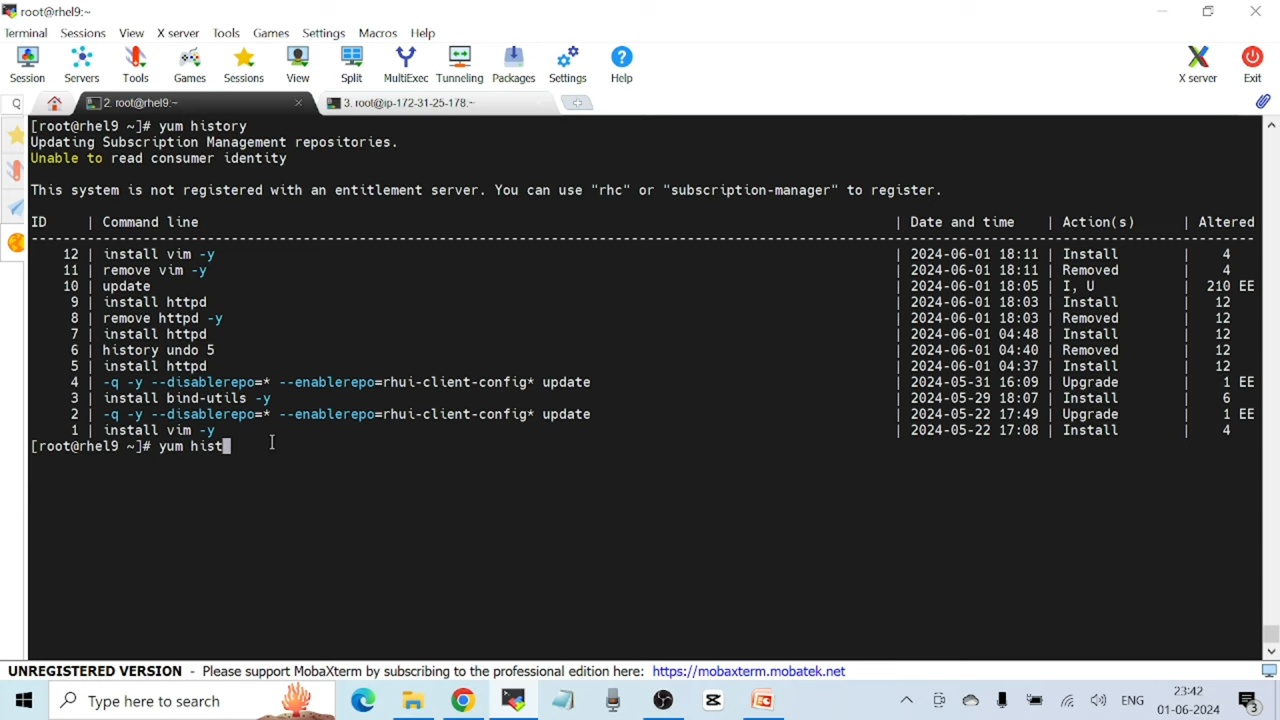 root@rhel9:~
Terminal Sessions View X server Tools Games Settings Macros Help
Session Servers Tools Games Sessions View Split MultiExec Tunneling Packages Settings Help X server Exit
Q 2. root@rhel9:~ 3. root@ip-172-31-25-178:~
[root@rhel9 ~]# yum history
Updating Subscription Management repositories.
Unable to read consumer identity
This system is not registered with an entitlement server. You can use "rhc" or "subscription-manager" to register.
ID | Command line | Date and time | Action(s) | Altered
-------------------------------------------------------------------------------
12 | install vim -y | 2024-06-01 18:11 | Install | 4
11 | remove vim -y | 2024-06-01 18:11 | Removed | 4
10 | update | 2024-06-01 18:05 | I, U | 210 EE
9 | install httpd | 2024-06-01 18:03 | Install | 12
8 | remove httpd -y | 2024-06-01 18:03 | Removed | 12
7 | install httpd | 2024-06-01 04:48 | Install | 12
6 | history undo 5 | 2024-06-01 04:40 | Removed | 12
5 | install httpd | 2024-06-01 04:37 | Install | 12
4 | -q -y --disablerepo=* --enablerepo=rhui-client-config* update | 2024-05-31 16:09 | Upgrade | 1 EE
3 | install bind-utils -y | 2024-05-29 18:07 | Install | 6
2 | -q -y --disablerepo=* --enablerepo=rhui-client-config* update | 2024-05-22 17:49 | Upgrade | 1 EE
1 | install vim -y | 2024-05-22 17:08 | Install | 4
[root@rhel9 ~]# yum hist
UNREGISTERED VERSION - Please support MobaXterm by subscribing to the professional edition here: https://mobaxterm.mobatek.net
Type here to search ENG 23:42
01-06-2024 3